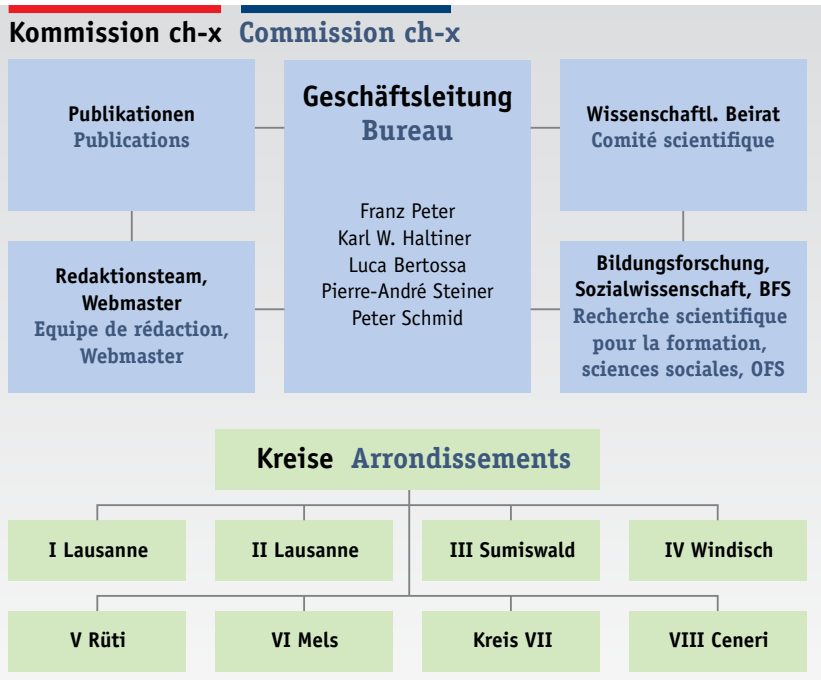 Kommission ch-x Commission ch-x
Publikationen
Publications
Geschäftsleitung
Bureau
Franz Peter
Karl W. Haltiner
Luca Bertossa
Pierre-André Steiner
Peter Schmid
Wissenschaftl. Beirat
Comité scientifique
Redaktionsteam,
Webmaster
Equipe de rédaction,
Webmaster
Bildungsforschung,
Sozialwissenschaft, BFS
Recherche scientifique
pour la formation,
sciences sociales, OFS
Kreise Arrondissements
I Lausanne
II Lausanne
III Sumiswald
IV Windisch
V Rüti
VI Mels
Kreis VII
VIII Ceneri